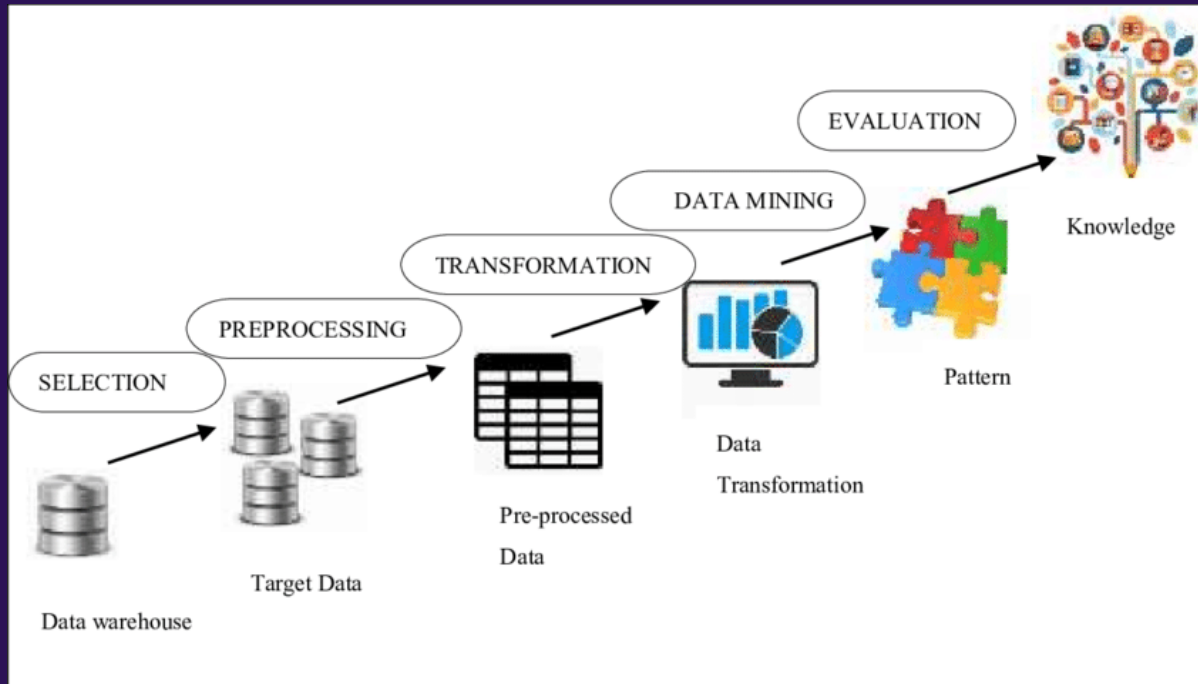 EVALUATION
DATA MINING
Knowledge
TRANSFORMATION
PREPROCESSING
SELECTION
Pattern
Data
Transformation
Pre-processed
Data
Target Data
Data warehouse